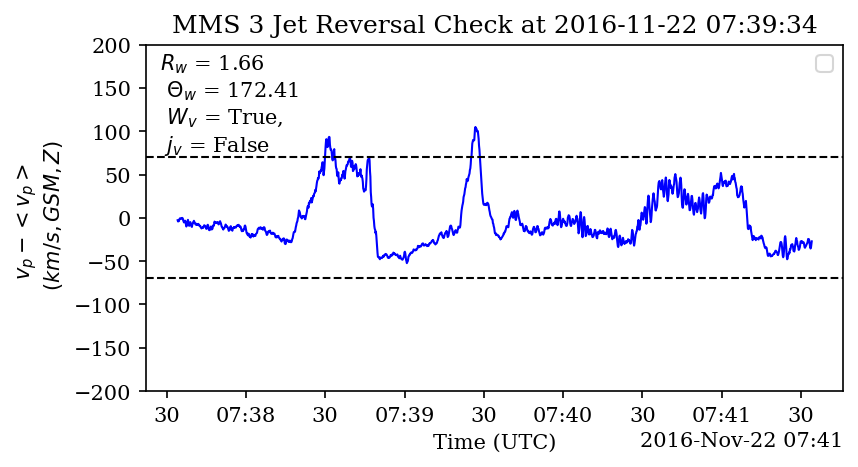 MMS 3 Jet Reversal Check at 2016-11-22 07:39:34
R_w = 1.66
Θ_w = 172.41
W_v = True,
j_v = False
v_p − < v_p >
(km/s, GSM, Z)
200
150
100
50
0
−50
−100
−150
−200
30 07:38 30 07:39 30 07:40 30 07:41 30
Time (UTC)
2016-Nov-22 07:41